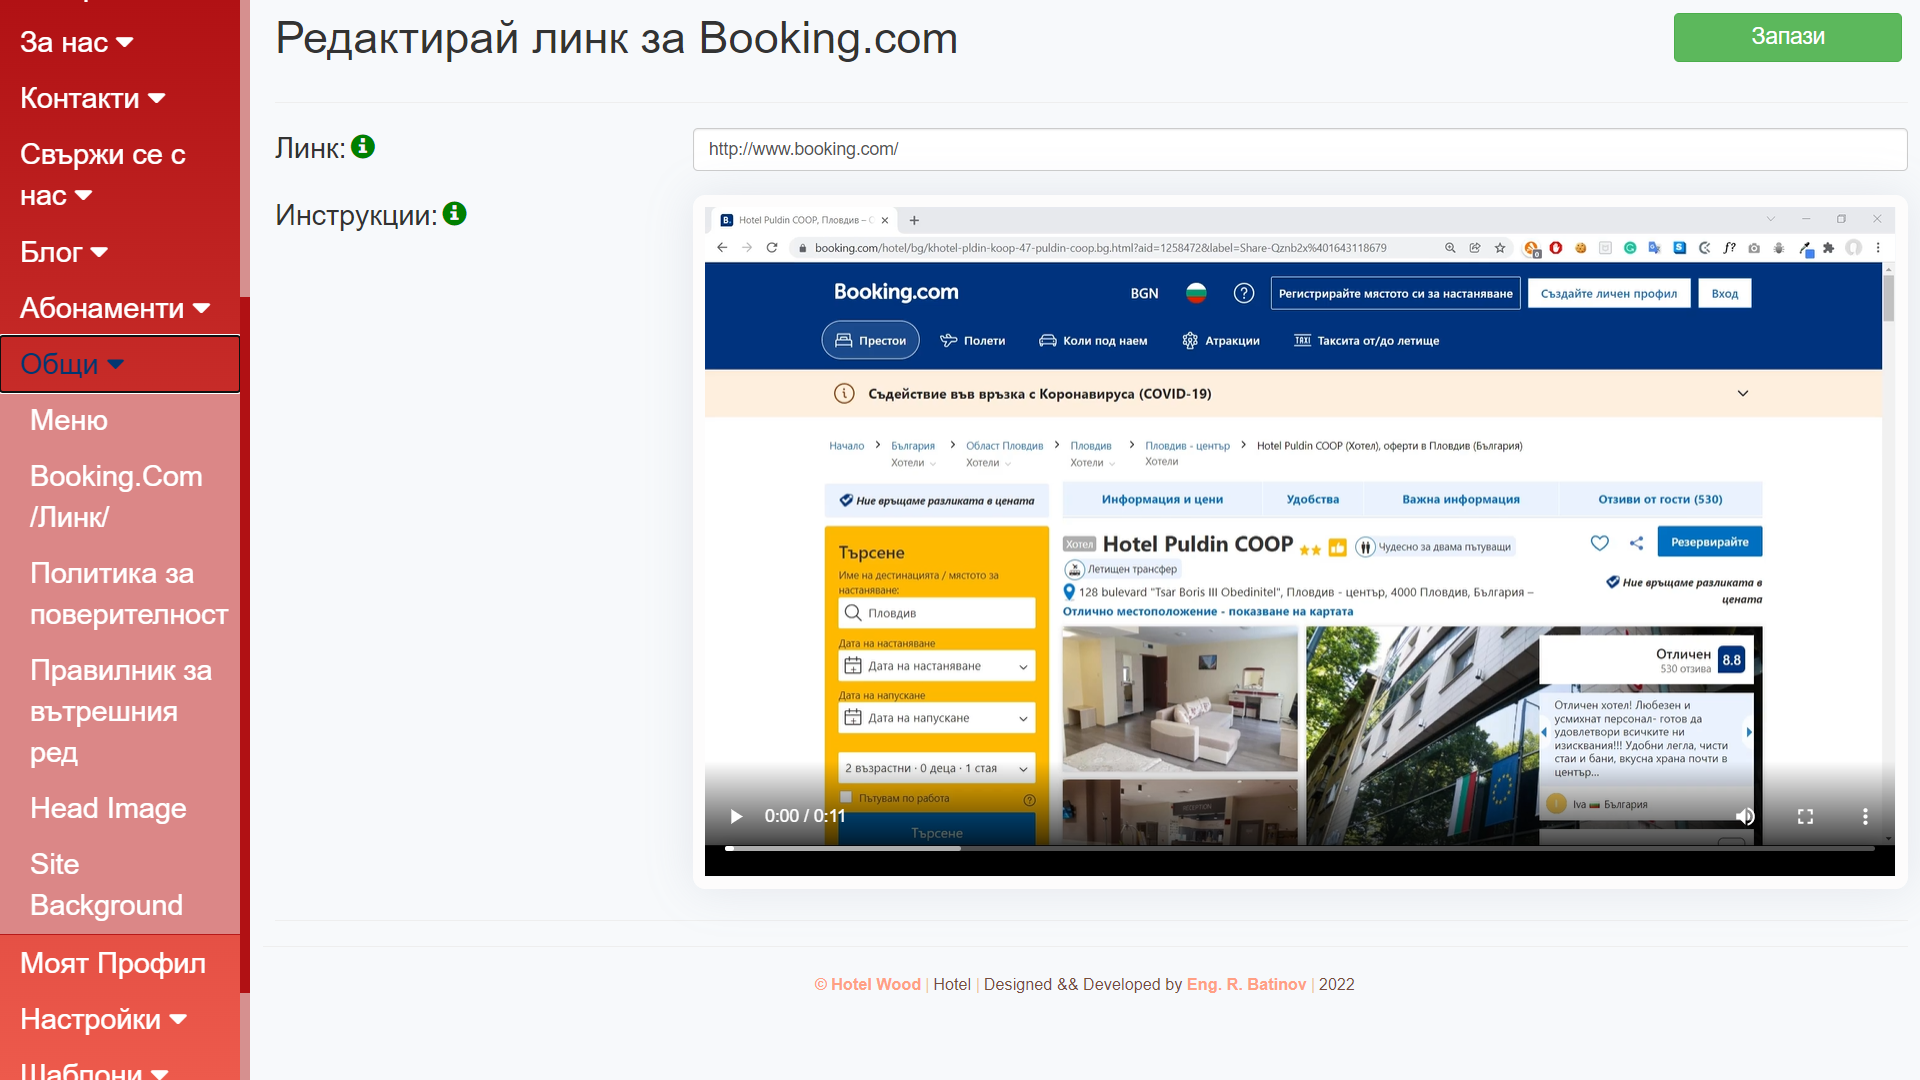 За нас
Контакти
Свържи се с
нас
Блог
Абонаменти
Общи
Меню
Booking.Com
/Линк/
Политика за
поверителност
Правилник за
вътрешния
ред
Head Image
Site
Background
Моят Профил
Настройки
Шаблони
Редактирай линк за Booking.com
Запази
Линк:
http://www.booking.com/
Инструкции:
Hotel Puldin COOP, Пловдив –
booking.com/hotel/bg/khotel-pldin-koop-47-puldin-coop.bg.html?aid=1258472&label=Share-Qznb2x%401643118679
Booking.com
BGN
Регистрирайте мястото си за настаняване
Създайте личен профил
Вход
Престои
Полети
Коли под наем
Атракции
Таксита от/до летище
Съдействие във връзка с Коронавируса (COVID-19)
Начало
България
Област Пловдив
Пловдив
Пловдив - център
Hotel Puldin COOP (Хотел), оферти в Пловдив (България)
Хотели
Хотели
Хотели
Хотели
Ние връщаме разликата в цената
Информация и цени
Удобства
Важна информация
Отзиви от гости (530)
Търсене
Име на дестинацията / мястото за
настаняване:
Пловдив
Дата на настаняване
Дата на настаняване
Дата на напускане
Дата на напускане
2 възрастни · 0 деца · 1 стая
Пътувам по работа
Търсене
Хотел
Hotel Puldin COOP
Чудесно за двама пътуващи
Летищен трансфер
Резервирайте
128 bulevard "Tsar Boris III Obedinitel", Пловдив - център, 4000 Пловдив, България –
Отлично местоположение - показване на картата
Ние връщаме разликата в
цената
RECEPTION
Отличен
530 отзива
8.8
Отличен хотел! Любезен и
усмихнат персонал- готов да
удовлетвори всичките ни
изисквания!!! Удобни легла, чисти
стаи и бани, вкусна храна почти в
център...
Iva
България
0:00 / 0:11
© Hotel Wood | Hotel | Designed && Developed by Eng. R. Batinov | 2022